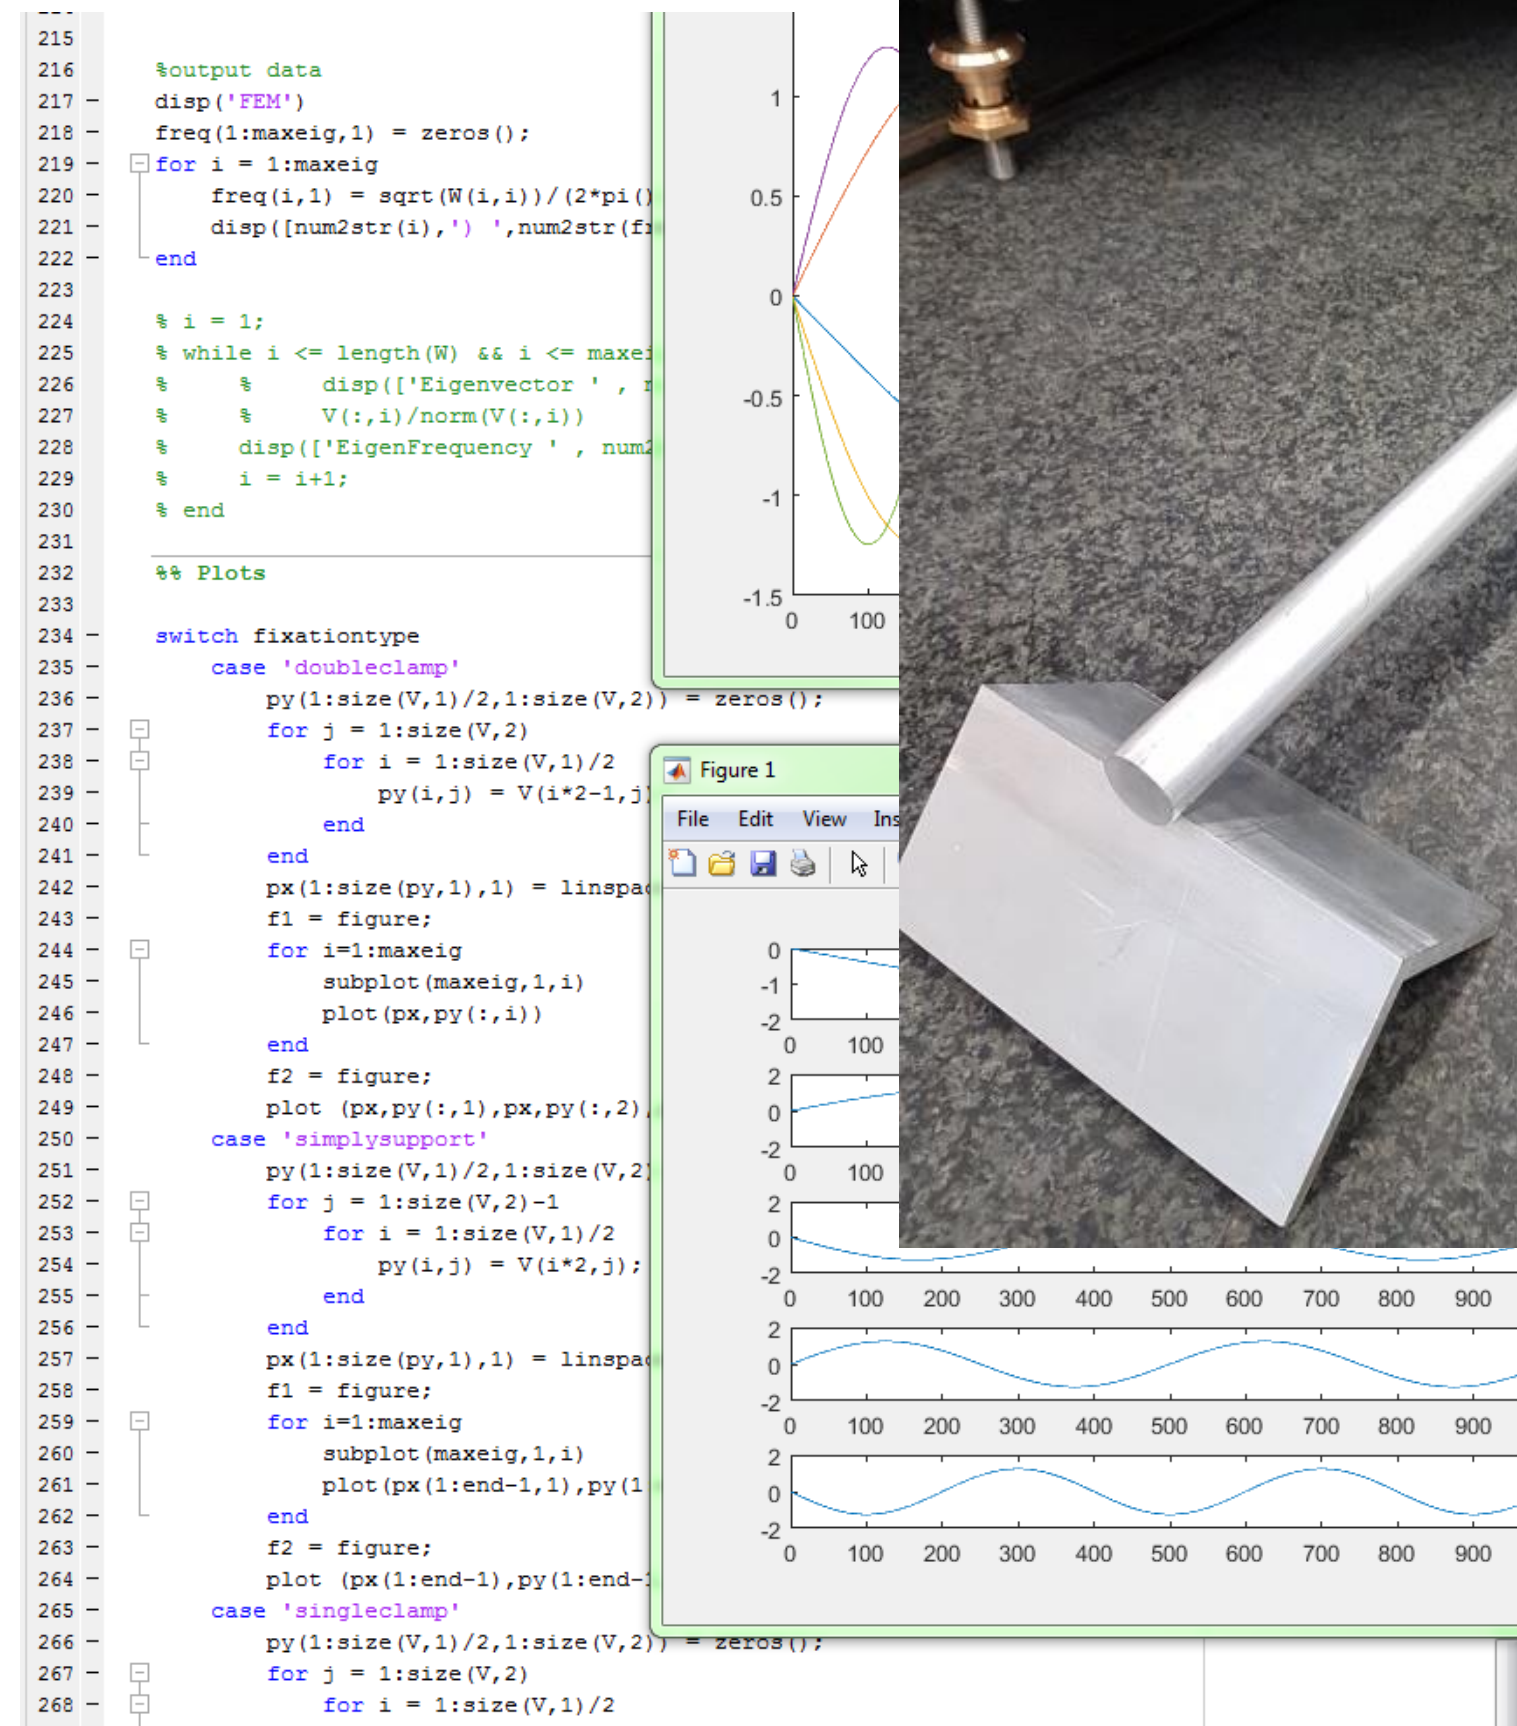 215
216 %output data
217 - disp('FEM')
218 - freq(1:maxeig,1) = zeros();
219 - for i = 1:maxeig
220 - freq(i,1) = sqrt(W(i,i))/(2*pi()
221 - disp([num2str(i),') ',num2str(
222 - end
223
224 % i = 1;
225 % while i <= length(W) && i <=
226 % % disp(['Eigenvector ' ,
227 % % V(:,i)/norm(V(:,i))
228 % disp(['EigenFrequency ' ,
229 % i = i+1;
230 % end
231
232 %% Plots
233
234 - switch fixationtype
235 - case 'doubleclamp'
236 - py(1:size(V,1)/2,1:size(V,2)) = zeros();
237 - for j = 1:size(V,2)
238 - for i = 1:size(V,1)/2
239 - py(i,j) = V(i*2-1,j)
240 - end
241 - end
242 - px(1:size(py,1),1) =
243 - f1 = figure;
244 - for i=1:maxeig
245 - subplot(maxeig,1,i)
246 - plot(px,py(:,i))
247 - end
248 - f2 = figure;
249 - plot (px,py(:,1),px,py(:,2),
250 - case 'simplysupport'
251 - py(1:size(V,1)/2,1:size(V,2)
252 - for j = 1:size(V,2)-1
253 - for i = 1:size(V,1)/2
254 - py(i,j) = V(i*2,j);
255 - end
256 - end
257 - px(1:size(py,1),1) =
258 - f1 = figure;
259 - for i=1:maxeig
260 - subplot(maxeig,1,i)
261 - plot(px(1:end-1,1),py(1
262 - end
263 - f2 = figure;
264 - plot (px(1:end-1),py(1:end-
265 - case 'singleclamp'
266 - py(1:size(V,1)/2,1:size(V,2)) = zeros();
267 - for j = 1:size(V,2)
268 - for i = 1:size(V,1)/2
1
0.5
0
-0.5
-1
-1.5
0 100
Figure 1
File Edit View
0
-1
-2
0 100
2
0
-2
0 100
2
0
-2
0 100 200 300 400 500 600 700 800 900
2
0
-2
0 100 200 300 400 500 600 700 800 900
2
0
-2
0 100 200 300 400 500 600 700 800 900